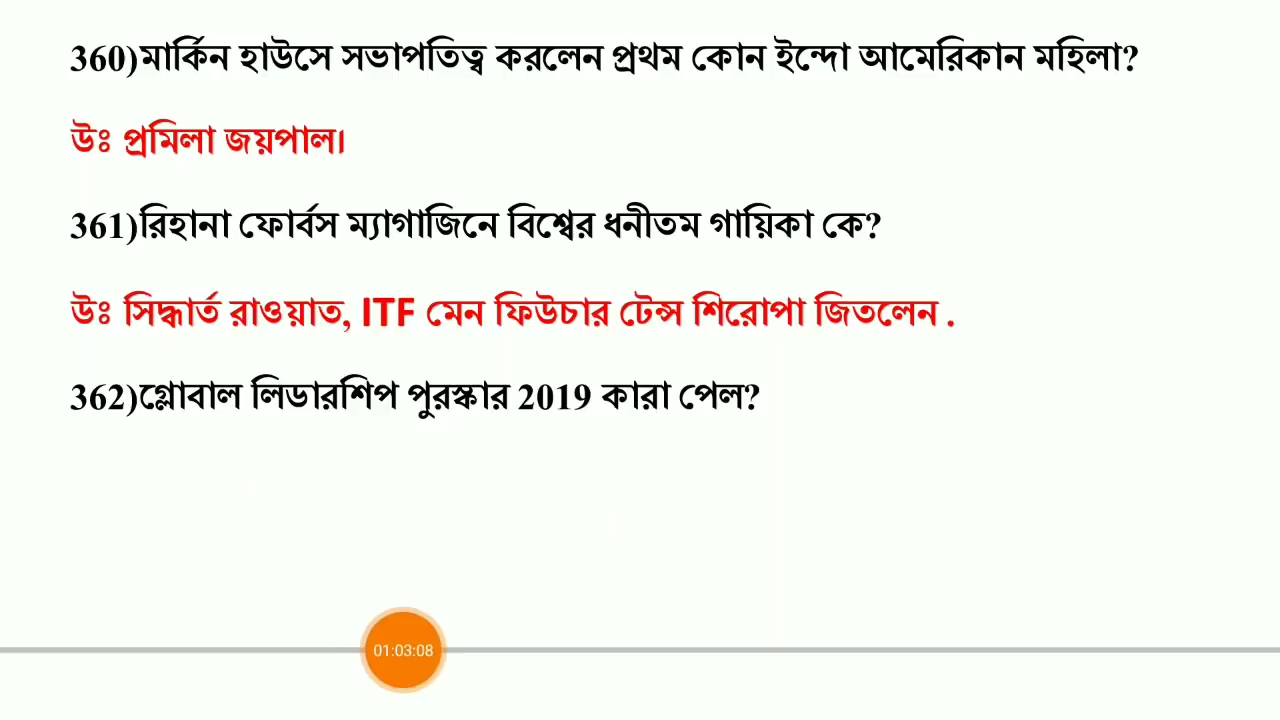 360)মার্কিন হাউসে সভাপতিত্ব করলেন প্রথম কোন ইন্দো আমেরিকান মহিলা?
উঃ প্রমিলা জয়পাল।
361)রিহানা ফোর্বস ম্যাগাজিনে বিশ্বের ধনীতম গায়িকা কে?
উঃ সিদ্ধার্ত রাওয়াত, ITF মেন ফিউচার টেন্স শিরোপা জিতলেন .
362)গ্লোবাল লিডারশিপ পুরস্কার 2019 কারা পেল?
01:03:08